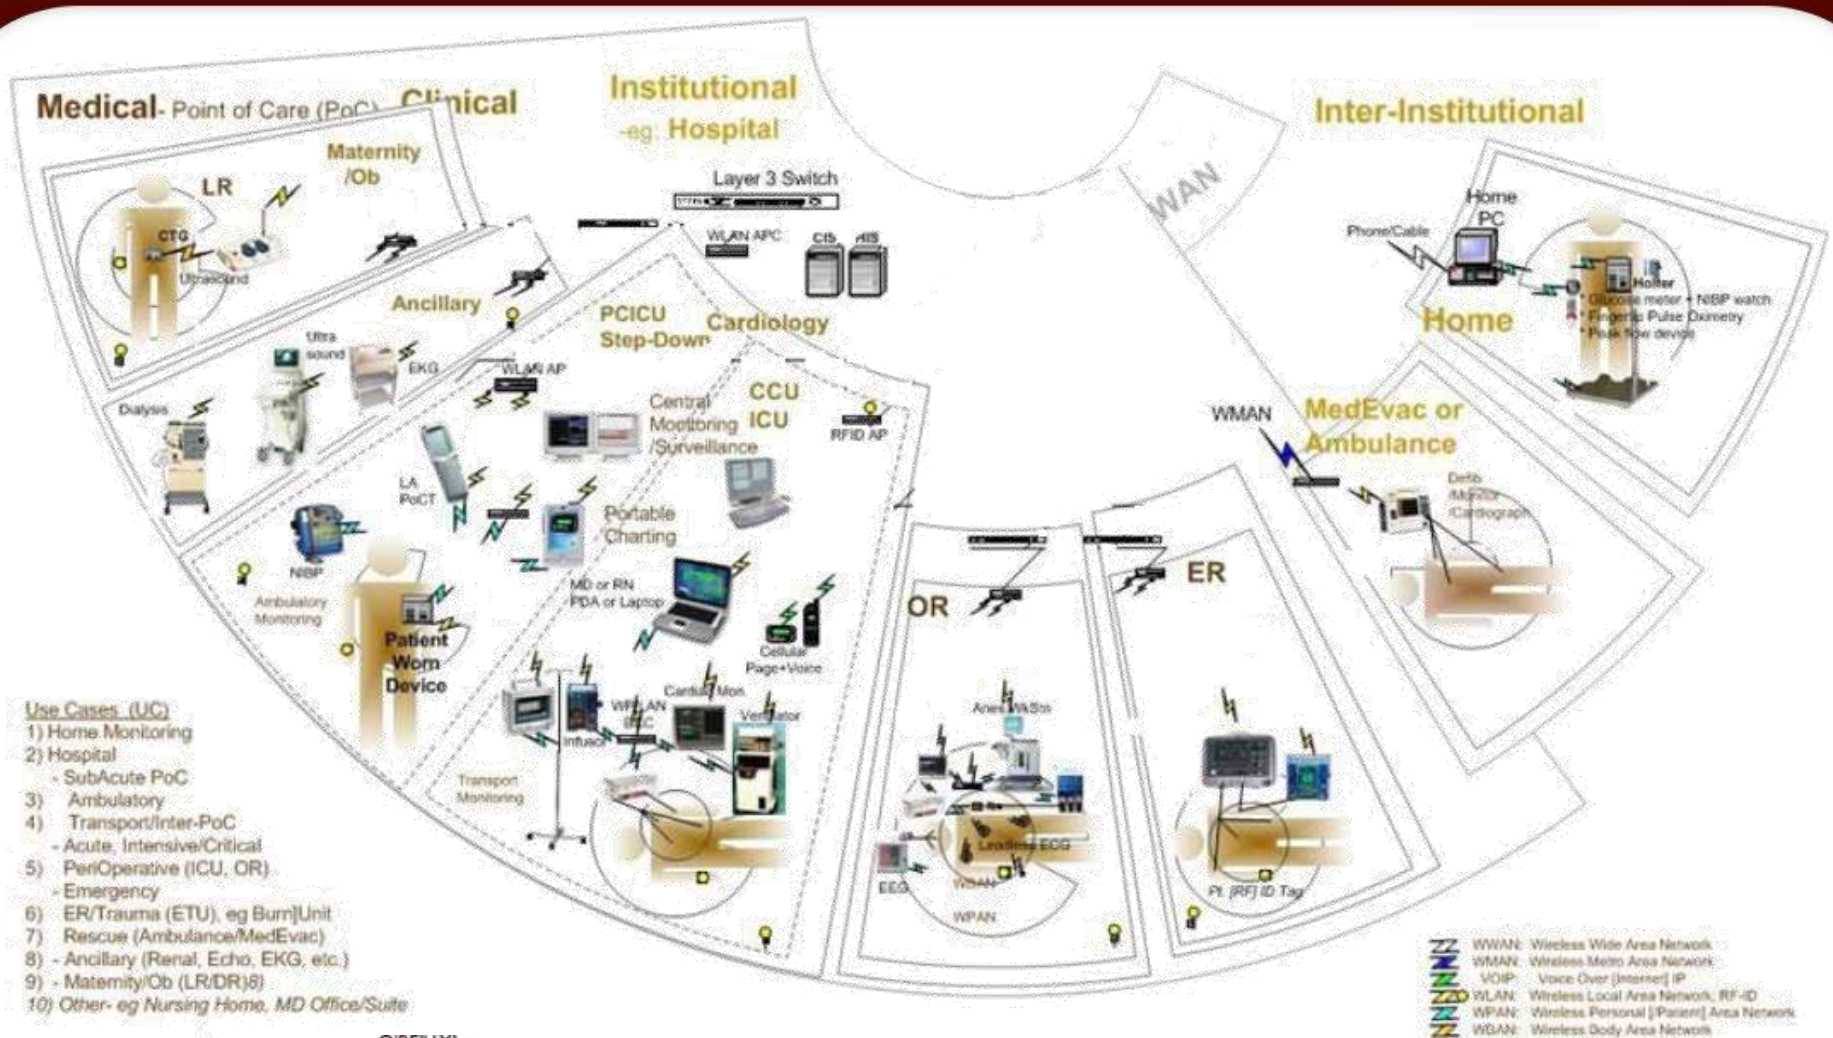 Medical- Point of Care (PoC)
Clinical
Institutional
-eg: Hospital
Inter-Institutional
Maternity
/Ob
LR
CTG
Ultrasound
Layer 3 Switch
WLAN APC
CIS
HIS
WAN
Home
PC
Phone/Cable
Holter
* Glucose meter + NIBP watch
* Fingertip Pulse Oximetry
* Peak flow device
Home
Ancillary
Ultra
sound
EKG
Dialysis
PCICU
Step-Down
Cardiology
WLAN AP
Central
Monitoring
/Surveillance
CCU
ICU
RFID AP
WMAN
MedEvac or
Ambulance
Defib
/Monitor
/Cardiograph
LA
PoCT
Portable
Charting
NIBP
Ambulatory
Monitoring
Patient
Worn
Device
MD or RN
PDA or Laptop
Cellular
Page+Voice
OR
ER
Infusor
Cardiac Mon.
Ventilator
Transport
Monitoring
Anes WkStn
Leadless ECG
EEG
WBAN
WPAN
Pt. [RF] ID Tag
Use Cases (UC)
1) Home Monitoring
2) Hospital
- SubAcute PoC
3) Ambulatory
4) Transport/Inter-PoC
- Acute, Intensive/Critical
5) PeriOperative (ICU, OR)
- Emergency
6) ER/Trauma (ETU), eg Burn]Unit
7) Rescue (Ambulance/MedEvac)
8) - Ancillary (Renal, Echo, EKG, etc.)
9) - Maternity/Ob (LR/DR)8)
10) Other- eg Nursing Home, MD Office/Suite
WWAN: Wireless Wide Area Network
WMAN: Wireless Metro Area Network
VOIP: Voice Over [Internet] IP
WLAN: Wireless Local Area Network, RF-ID
WPAN: Wireless Personal [/Patient] Area Network
WBAN: Wireless Body Area Network